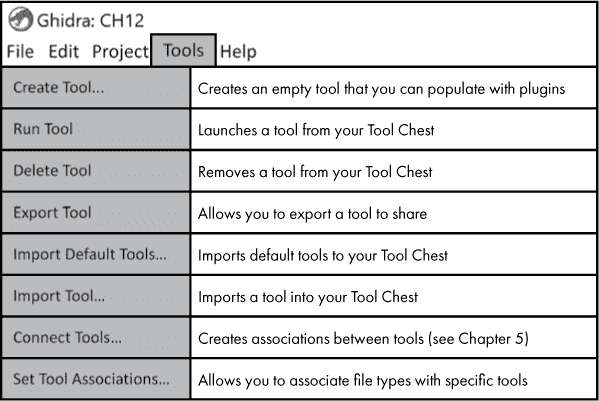 Ghidra: CH12
File Edit Project Tools Help
Create Tool... Creates an empty tool that you can populate with plugins
Run Tool Launches a tool from your Tool Chest
Delete Tool Removes a tool from your Tool Chest
Export Tool Allows you to export a tool to share
Import Default Tools... Imports default tools to your Tool Chest
Import Tool... Imports a tool into your Tool Chest
Connect Tools... Creates associations between tools (see Chapter 5)
Set Tool Associations... Allows you to associate file types with specific tools